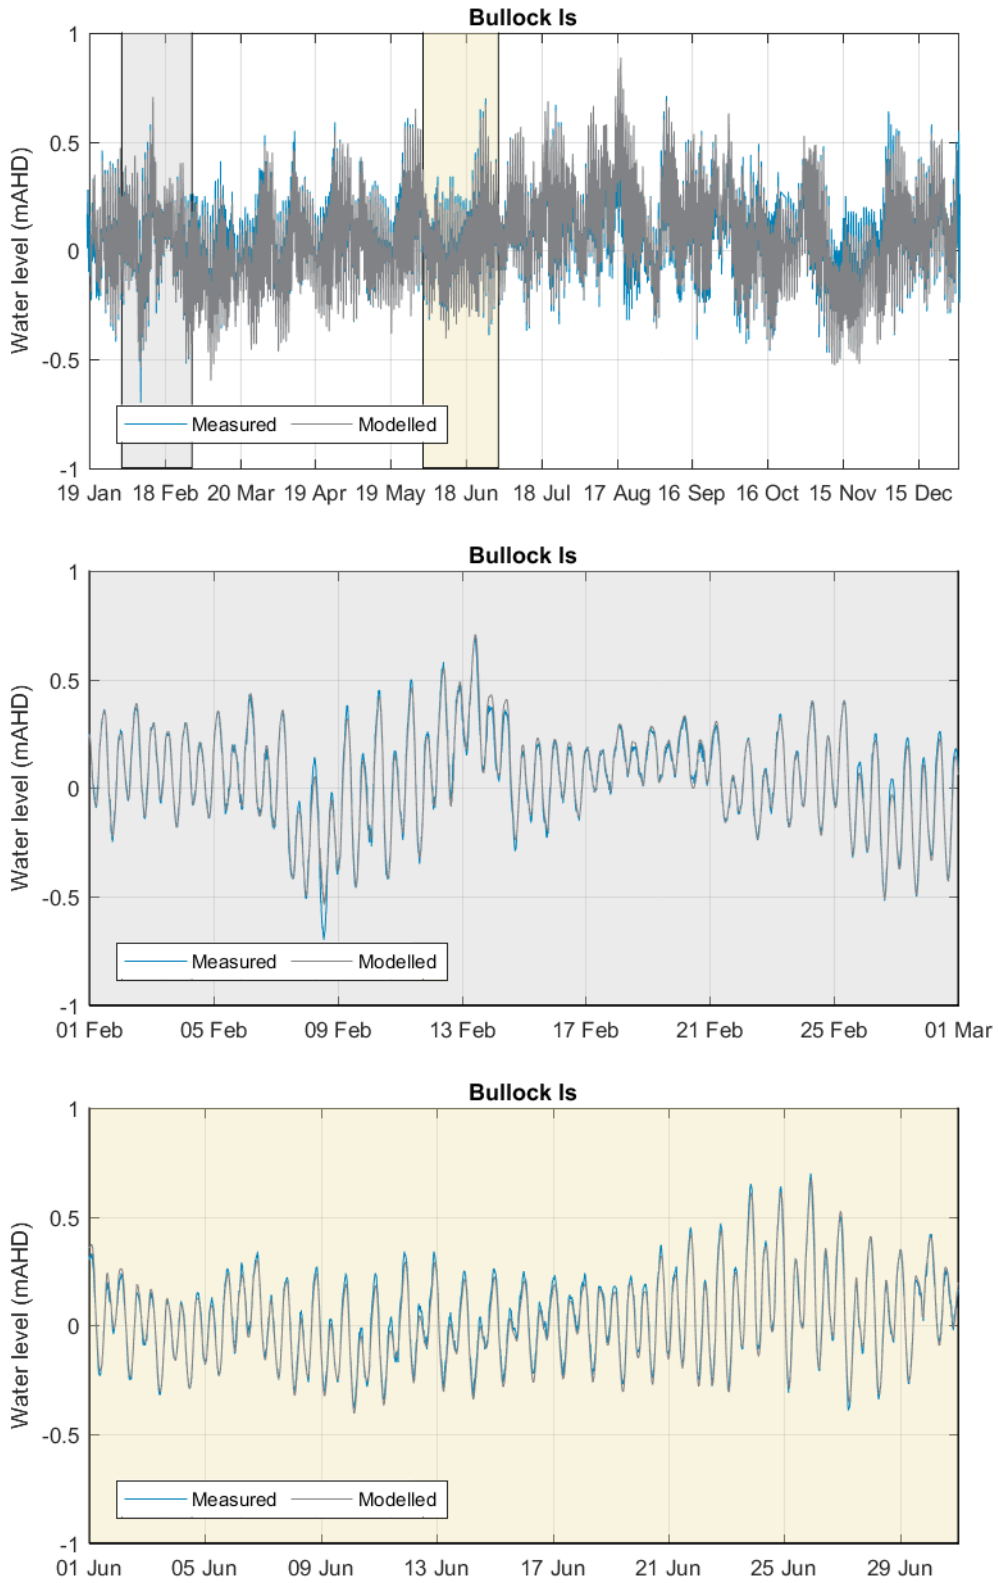 Bullock Is
1
0.5
0
-0.5
-1
Water level (mAHD)
Measured Modelled
19 Jan 18 Feb 20 Mar 19 Apr 19 May 18 Jun 18 Jul 17 Aug 16 Sep 16 Oct 15 Nov 15 Dec
Bullock Is
1
0.5
0
-0.5
-1
Water level (mAHD)
Measured Modelled
01 Feb 05 Feb 09 Feb 13 Feb 17 Feb 21 Feb 25 Feb 01 Mar
Bullock Is
1
0.5
0
-0.5
-1
Water level (mAHD)
Measured Modelled
01 Jun 05 Jun 09 Jun 13 Jun 17 Jun 21 Jun 25 Jun 29 Jun